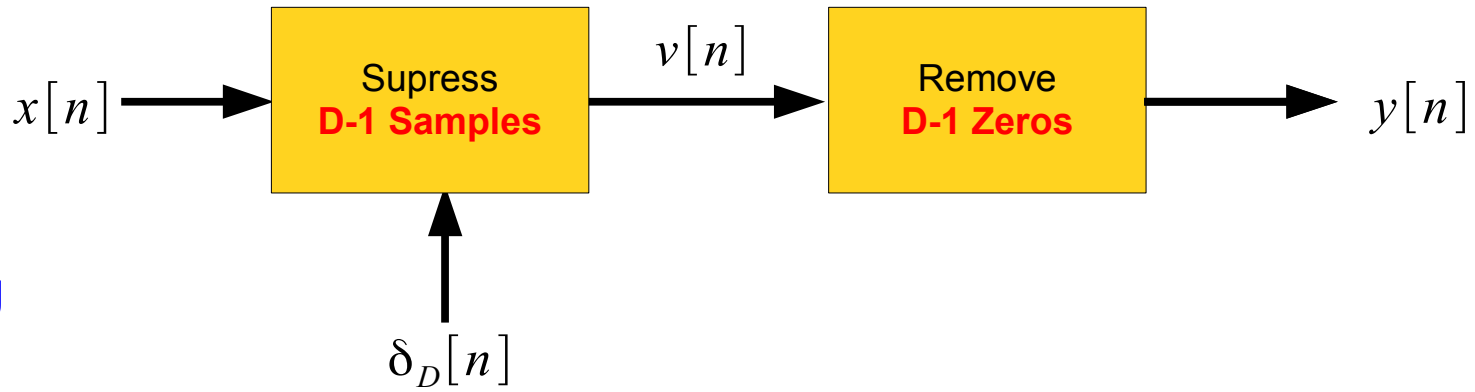 x[n]
Supress
D-1 Samples
v[n]
Remove
D-1 Zeros
y[n]
δ_D[n]